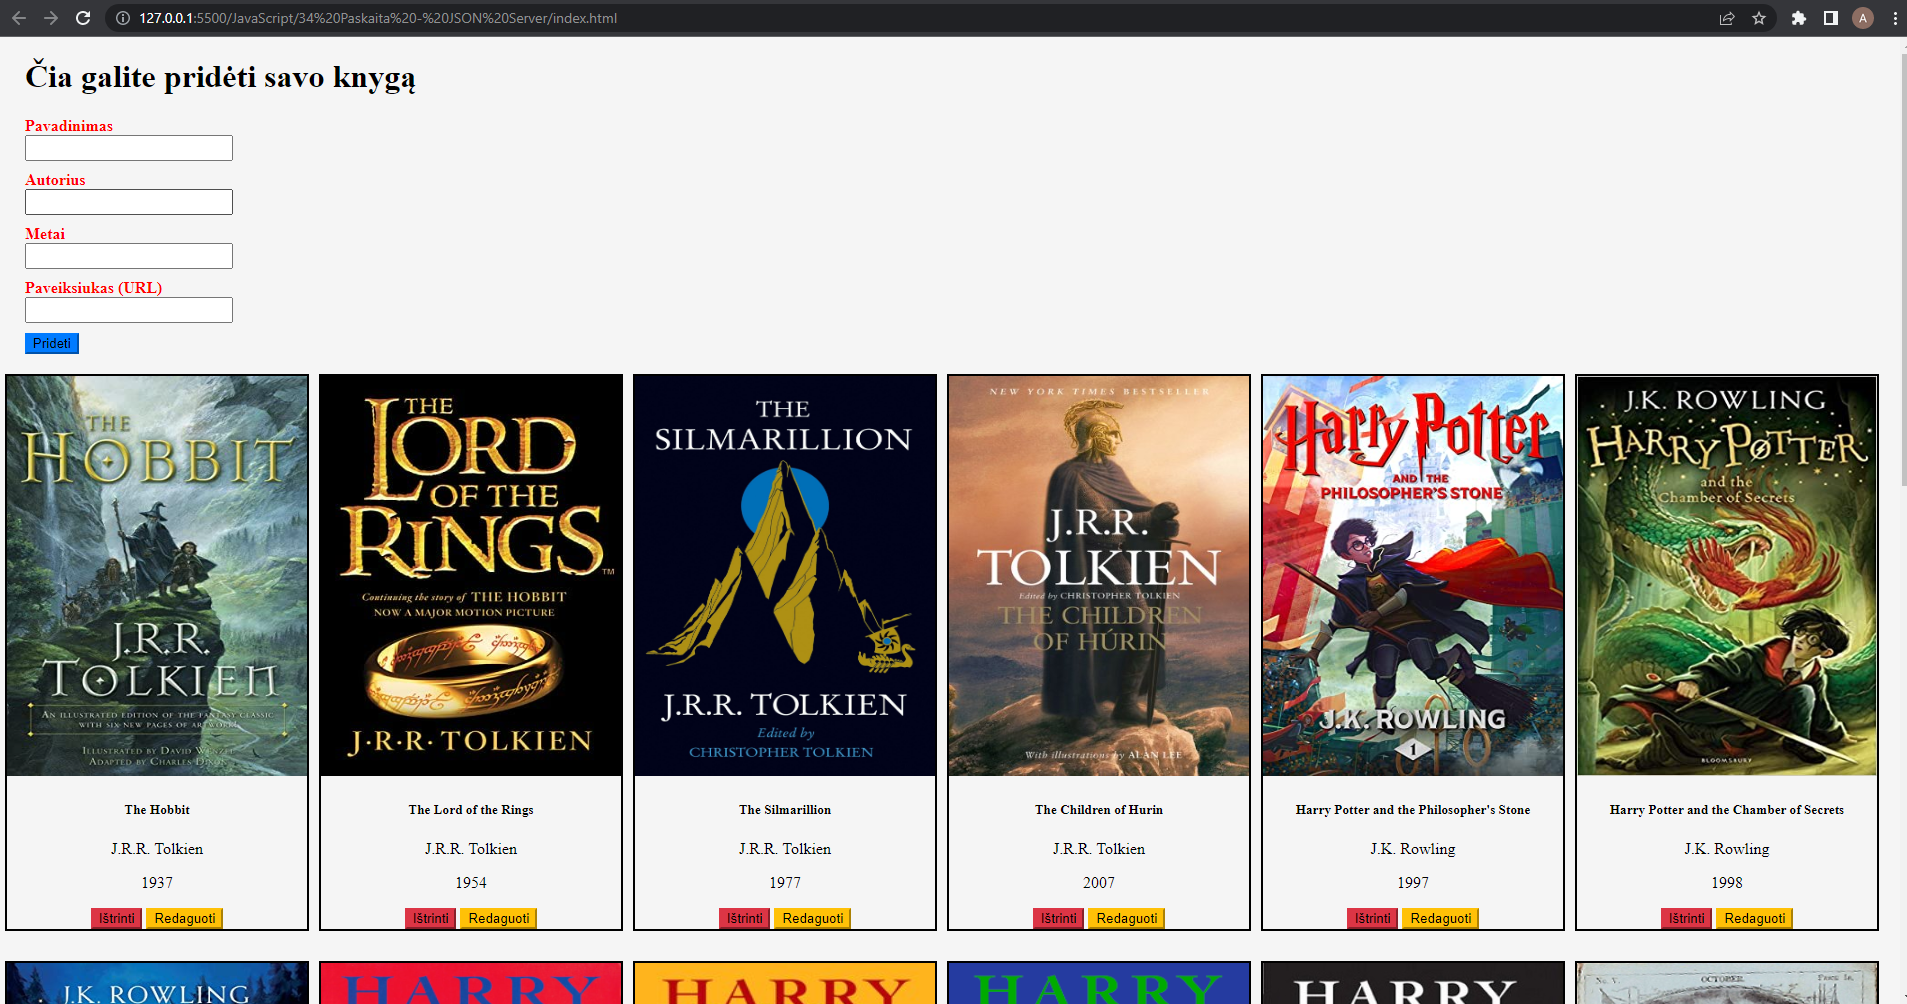 127.0.0.1:5500/JavaScript/34%20Paskaita%20-%20JSON%20Server/index.html
A
Čia galite pridėti savo knygą
Pavadinimas
Autorius
Metai
Paveiksiukas (URL)
Prideti
THE
HOBBIT
J.R.R.
TOLKIEN
AN ILLUSTRATED EDITION OF THE FANTASY CLASSIC
WITH SIX NEW PAGES OF ARTWORK!
ILLUSTRATED BY DAVID WENZEL
ADAPTED BY CHARLES DIXON
The Hobbit
J.R.R. Tolkien
1937
Ištrinti Redaguoti
THE
LORD
OF THE
RINGS™
Continuing the story of THE HOBBIT
NOW A MAJOR MOTION PICTURE
J·R·R· TOLKIEN
The Lord of the Rings
J.R.R. Tolkien
1954
Ištrinti Redaguoti
THE
SILMARILLION
J.R.R. TOLKIEN
Edited by
CHRISTOPHER TOLKIEN
The Silmarillion
J.R.R. Tolkien
1977
Ištrinti Redaguoti
NEW YORK TIMES BESTSELLER
J.R.R.
TOLKIEN
Edited by CHRISTOPHER TOLKIEN
THE CHILDREN
OF HÚRIN
With illustrations by ALAN LEE
The Children of Hurin
J.R.R. Tolkien
2007
Ištrinti Redaguoti
Harry Potter
AND THE
PHILOSOPHER'S STONE
J.K. ROWLING
1
Harry Potter and the Philosopher's Stone
J.K. Rowling
1997
Ištrinti Redaguoti
J.K. ROWLING
HARRY POTTER
and the
Chamber of Secrets
BLOOMSBURY
Harry Potter and the Chamber of Secrets
J.K. Rowling
1998
Ištrinti Redaguoti
J.K. ROWLING
HARRY
HARRY
HARRY
HARRY
No. V.
OCTOBER.